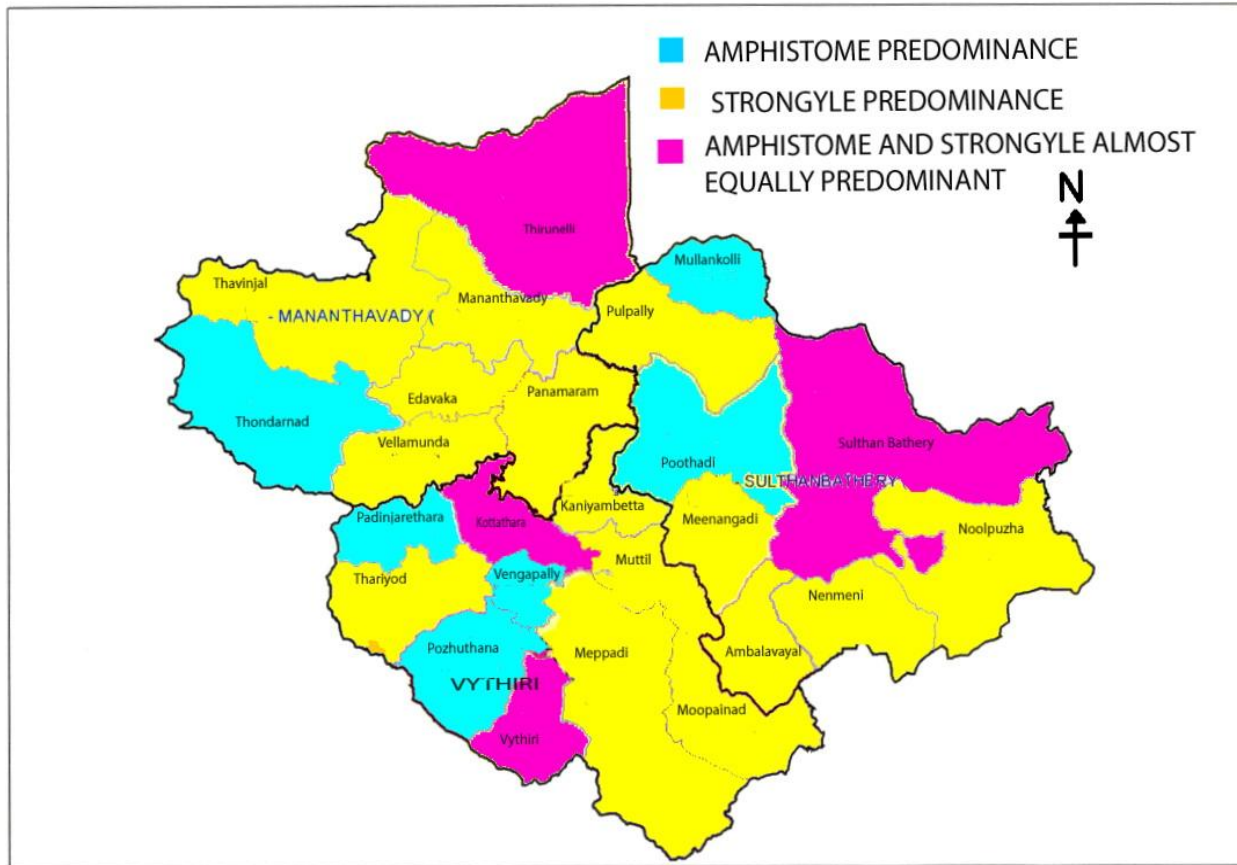 AMPHISTOME PREDOMINANCE
STRONGYLE PREDOMINANCE
AMPHISTOME AND STRONGYLE ALMOST
EQUALLY PREDOMINANT
N
Thirunelli
Mullankolli
Thavinjal
Mananthavady
Pulpally
- MANANTHAVADY (
Edavaka
Panamaram
Thondarnad
Vellamunda
Sulthan Bathery
Poothadi
- SULTHANBATHERY
Kaniyambetta
Padinjarethara
Kottathara
Meenangadi
Noolpuzha
Muttil
Thariyod
Vengapally
Nenmeni
Pozhuthana
Meppadi
Ambalavayal
VYTHIRI
Moopainad
Vythiri